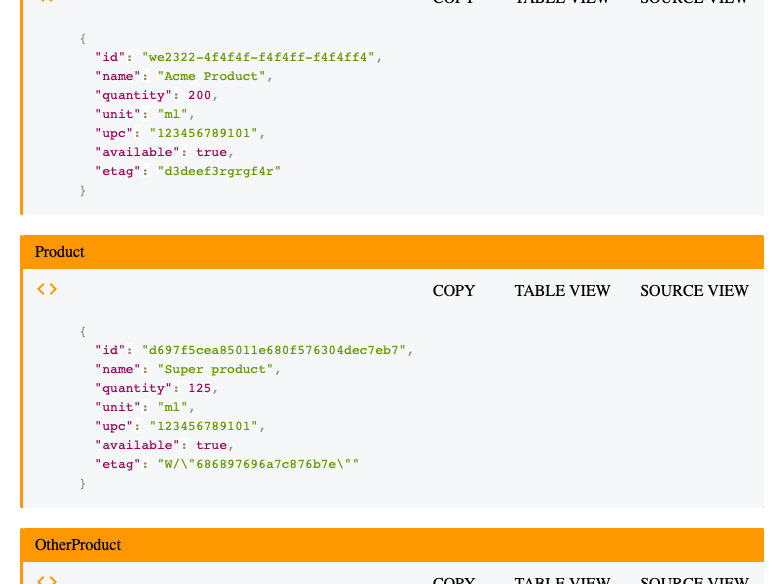 COPY TABLE VIEW SOURCE VIEW
{
"id": "we2322-4f4f4f-f4f4ff-f4f4ff4",
"name": "Acme Product",
"quantity": 200,
"unit": "ml",
"upc": "123456789101",
"available": true,
"etag": "d3deef3rgrgf4r"
}
Product
<> COPY TABLE VIEW SOURCE VIEW
{
"id": "d697f5cea85011e680f576304dec7eb7",
"name": "Super product",
"quantity": 125,
"unit": "ml",
"upc": "123456789101",
"available": true,
"etag": "W/\"686897696a7c876b7e\""
}
OtherProduct
<> COPY TABLE VIEW SOURCE VIEW